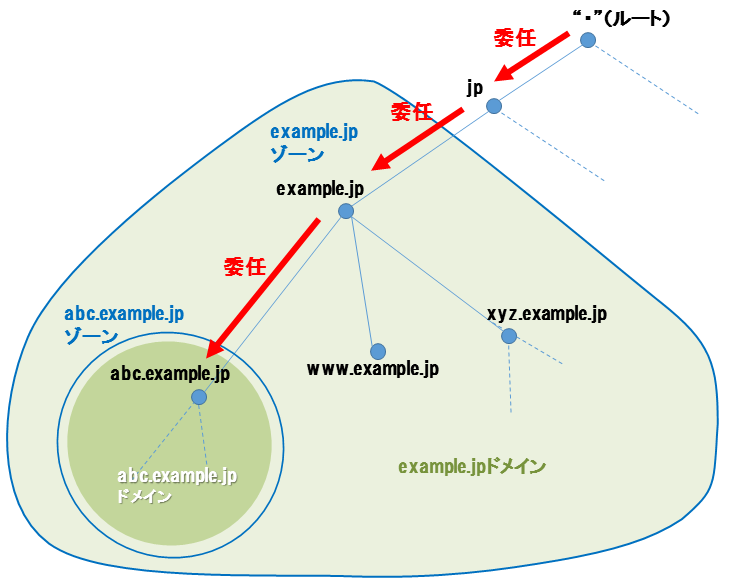 “・”(ルート)
委任
jp
委任
example.jp
ゾーン
example.jp
委任
abc.example.jp
ゾーン
xyz.example.jp
www.example.jp
abc.example.jp
example.jpドメイン
abc.example.jp
ドメイン